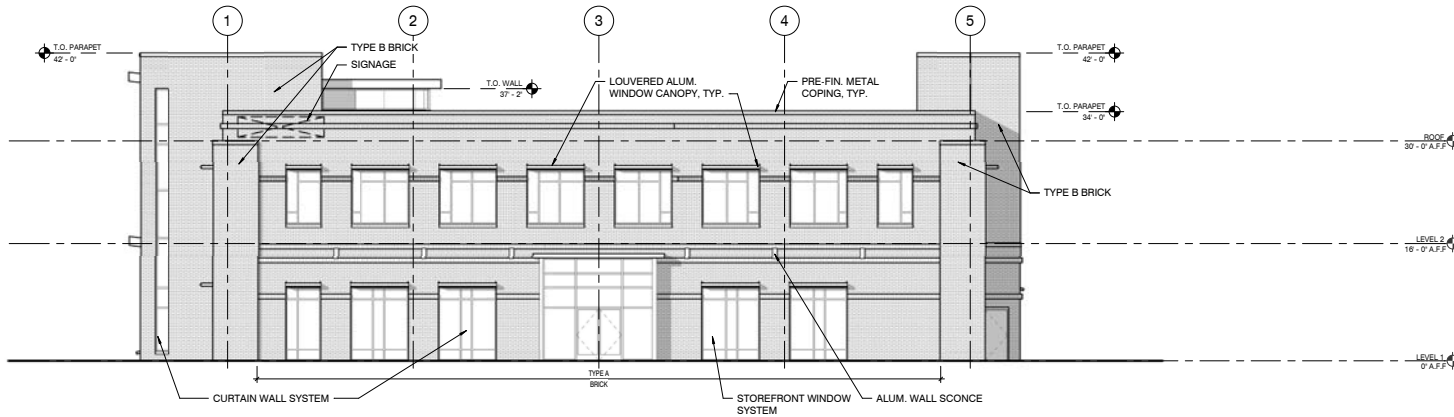 1
2
3
4
5
T.O. PARAPET
42' - 0"
TYPE B BRICK
SIGNAGE
T.O. WALL
37' - 2"
LOUVERED ALUM.
WINDOW CANOPY, TYP.
PRE-FIN. METAL
COPING, TYP.
T.O. PARAPET
42' - 0"
T.O. PARAPET
34' - 0"
ROOF
30' - 0" A.F.F
TYPE B BRICK
LEVEL 2
16' - 0" A.F.F
LEVEL 1
0" A.F.F
TYPE A
BRICK
CURTAIN WALL SYSTEM
STOREFRONT WINDOW
SYSTEM
ALUM. WALL SCONCE